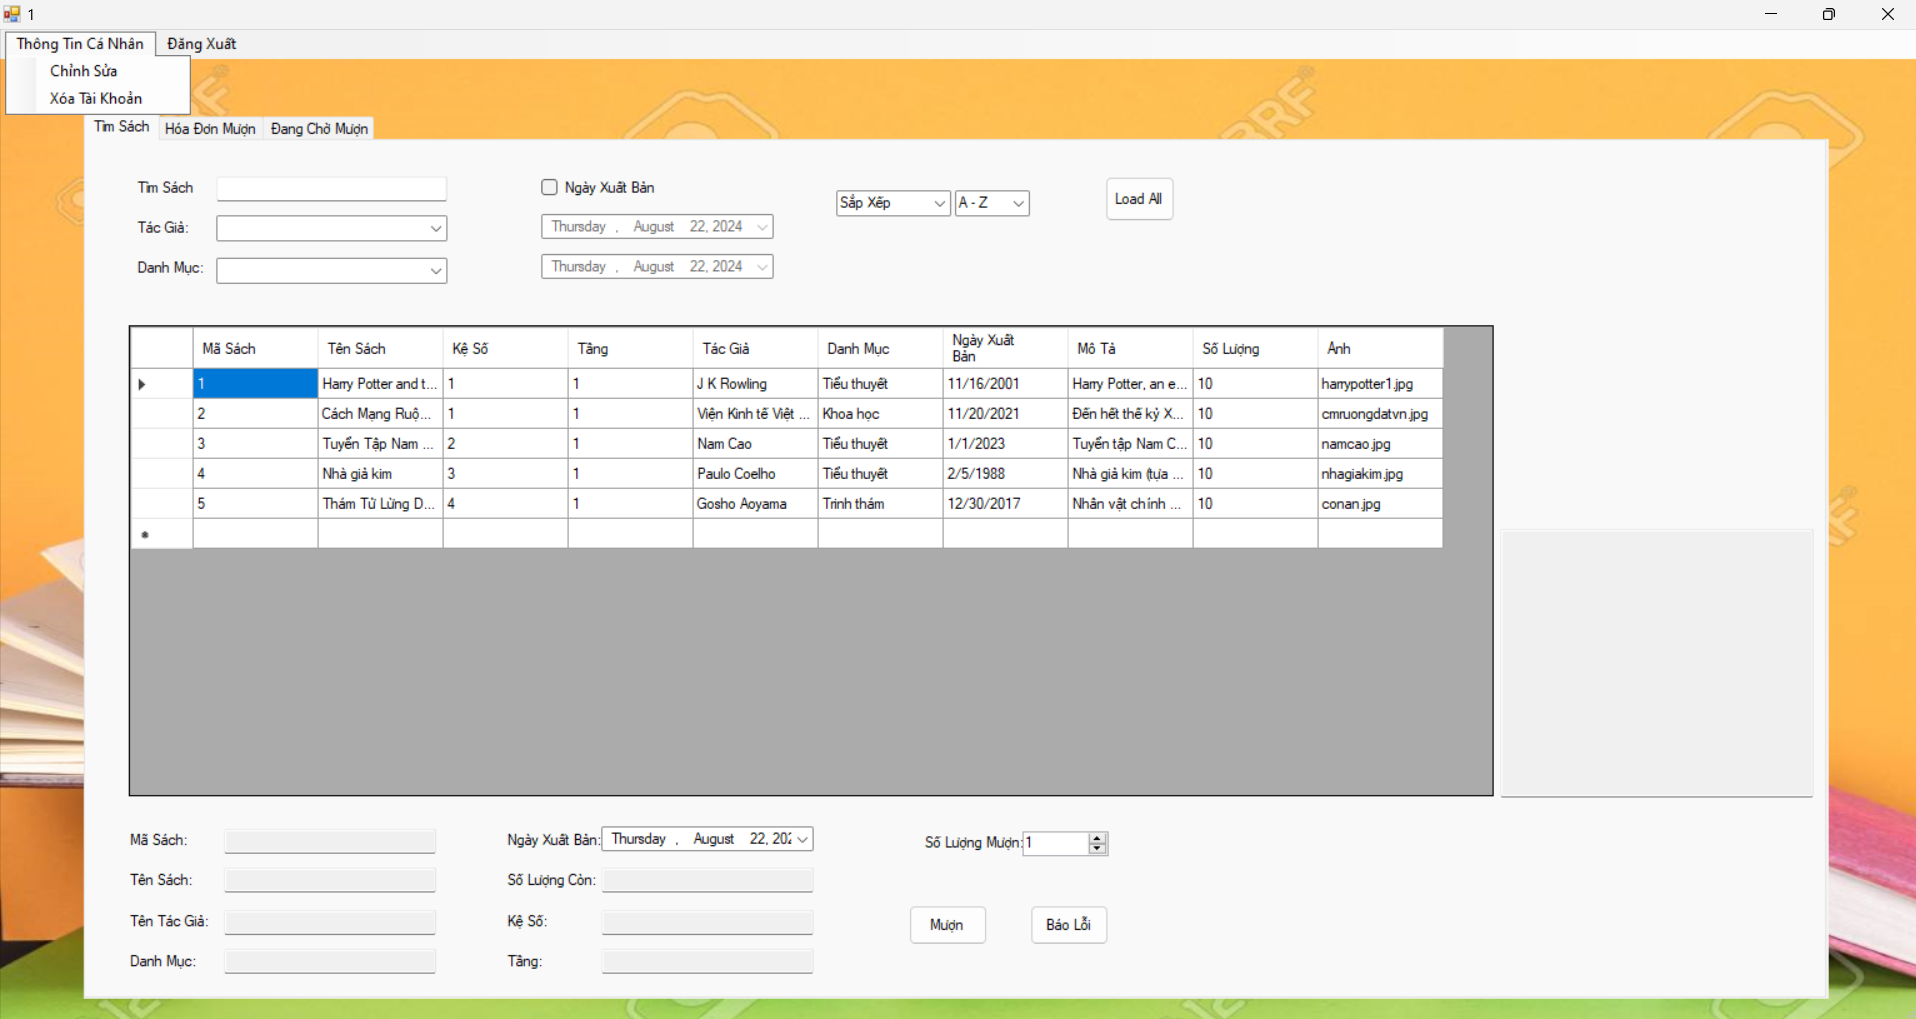 1
Thông Tin Cá Nhân Đăng Xuất
Chỉnh Sửa
Xóa Tài Khoản
Tìm Sách Hóa Đơn Mượn Đang Chờ Mượn
Tìm Sách
Tác Giả:
Danh Mục:
Ngày Xuất Bản
Thursday , August 22, 2024
Thursday , August 22, 2024
Sắp Xếp A - Z
Load All
Mã Sách Tên Sách Kệ Số Tầng Tác Giả Danh Mục Ngày Xuất Bản Mô Tả Số Lượng Ảnh
1 Harry Potter and t... 1 1 J K Rowling Tiểu thuyết 11/16/2001 Harry Potter, an e... 10 harrypotter1.jpg
2 Cách Mạng Ruộ... 1 1 Viện Kinh tế Việt ... Khoa học 11/20/2021 Đến hết thế kỷ X... 10 cmruongdatvn.jpg
3 Tuyển Tập Nam ... 2 1 Nam Cao Tiểu thuyết 1/1/2023 Tuyển tập Nam C... 10 namcao.jpg
4 Nhà giả kim 3 1 Paulo Coelho Tiểu thuyết 2/5/1988 Nhà giả kim (tựa ... 10 nhagiakim.jpg
5 Thám Tử Lừng D... 4 1 Gosho Aoyama Trinh thám 12/30/2017 Nhân vật chính ... 10 conan.jpg
Mã Sách:
Tên Sách:
Tên Tác Giả:
Danh Mục:
Ngày Xuất Bản: Thursday , August 22, 202
Số Lượng Còn:
Kệ Số:
Tầng:
Số Lượng Mượn: 1
Mượn Báo Lỗi